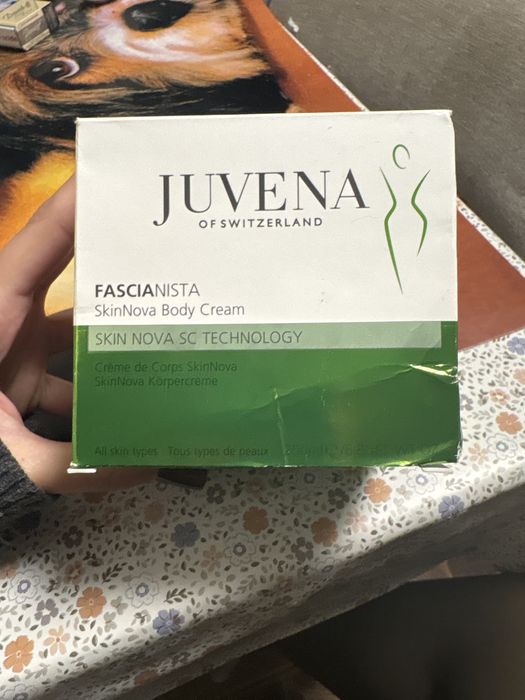 JUVENA
OF SWITZERLAND
FASCIANISTA
SkinNova Body Cream
SKIN NOVA SC TECHNOLOGY
Crème de Corps SkinNova
SkinNova Körpercreme
All skin types · Tous types de peaux